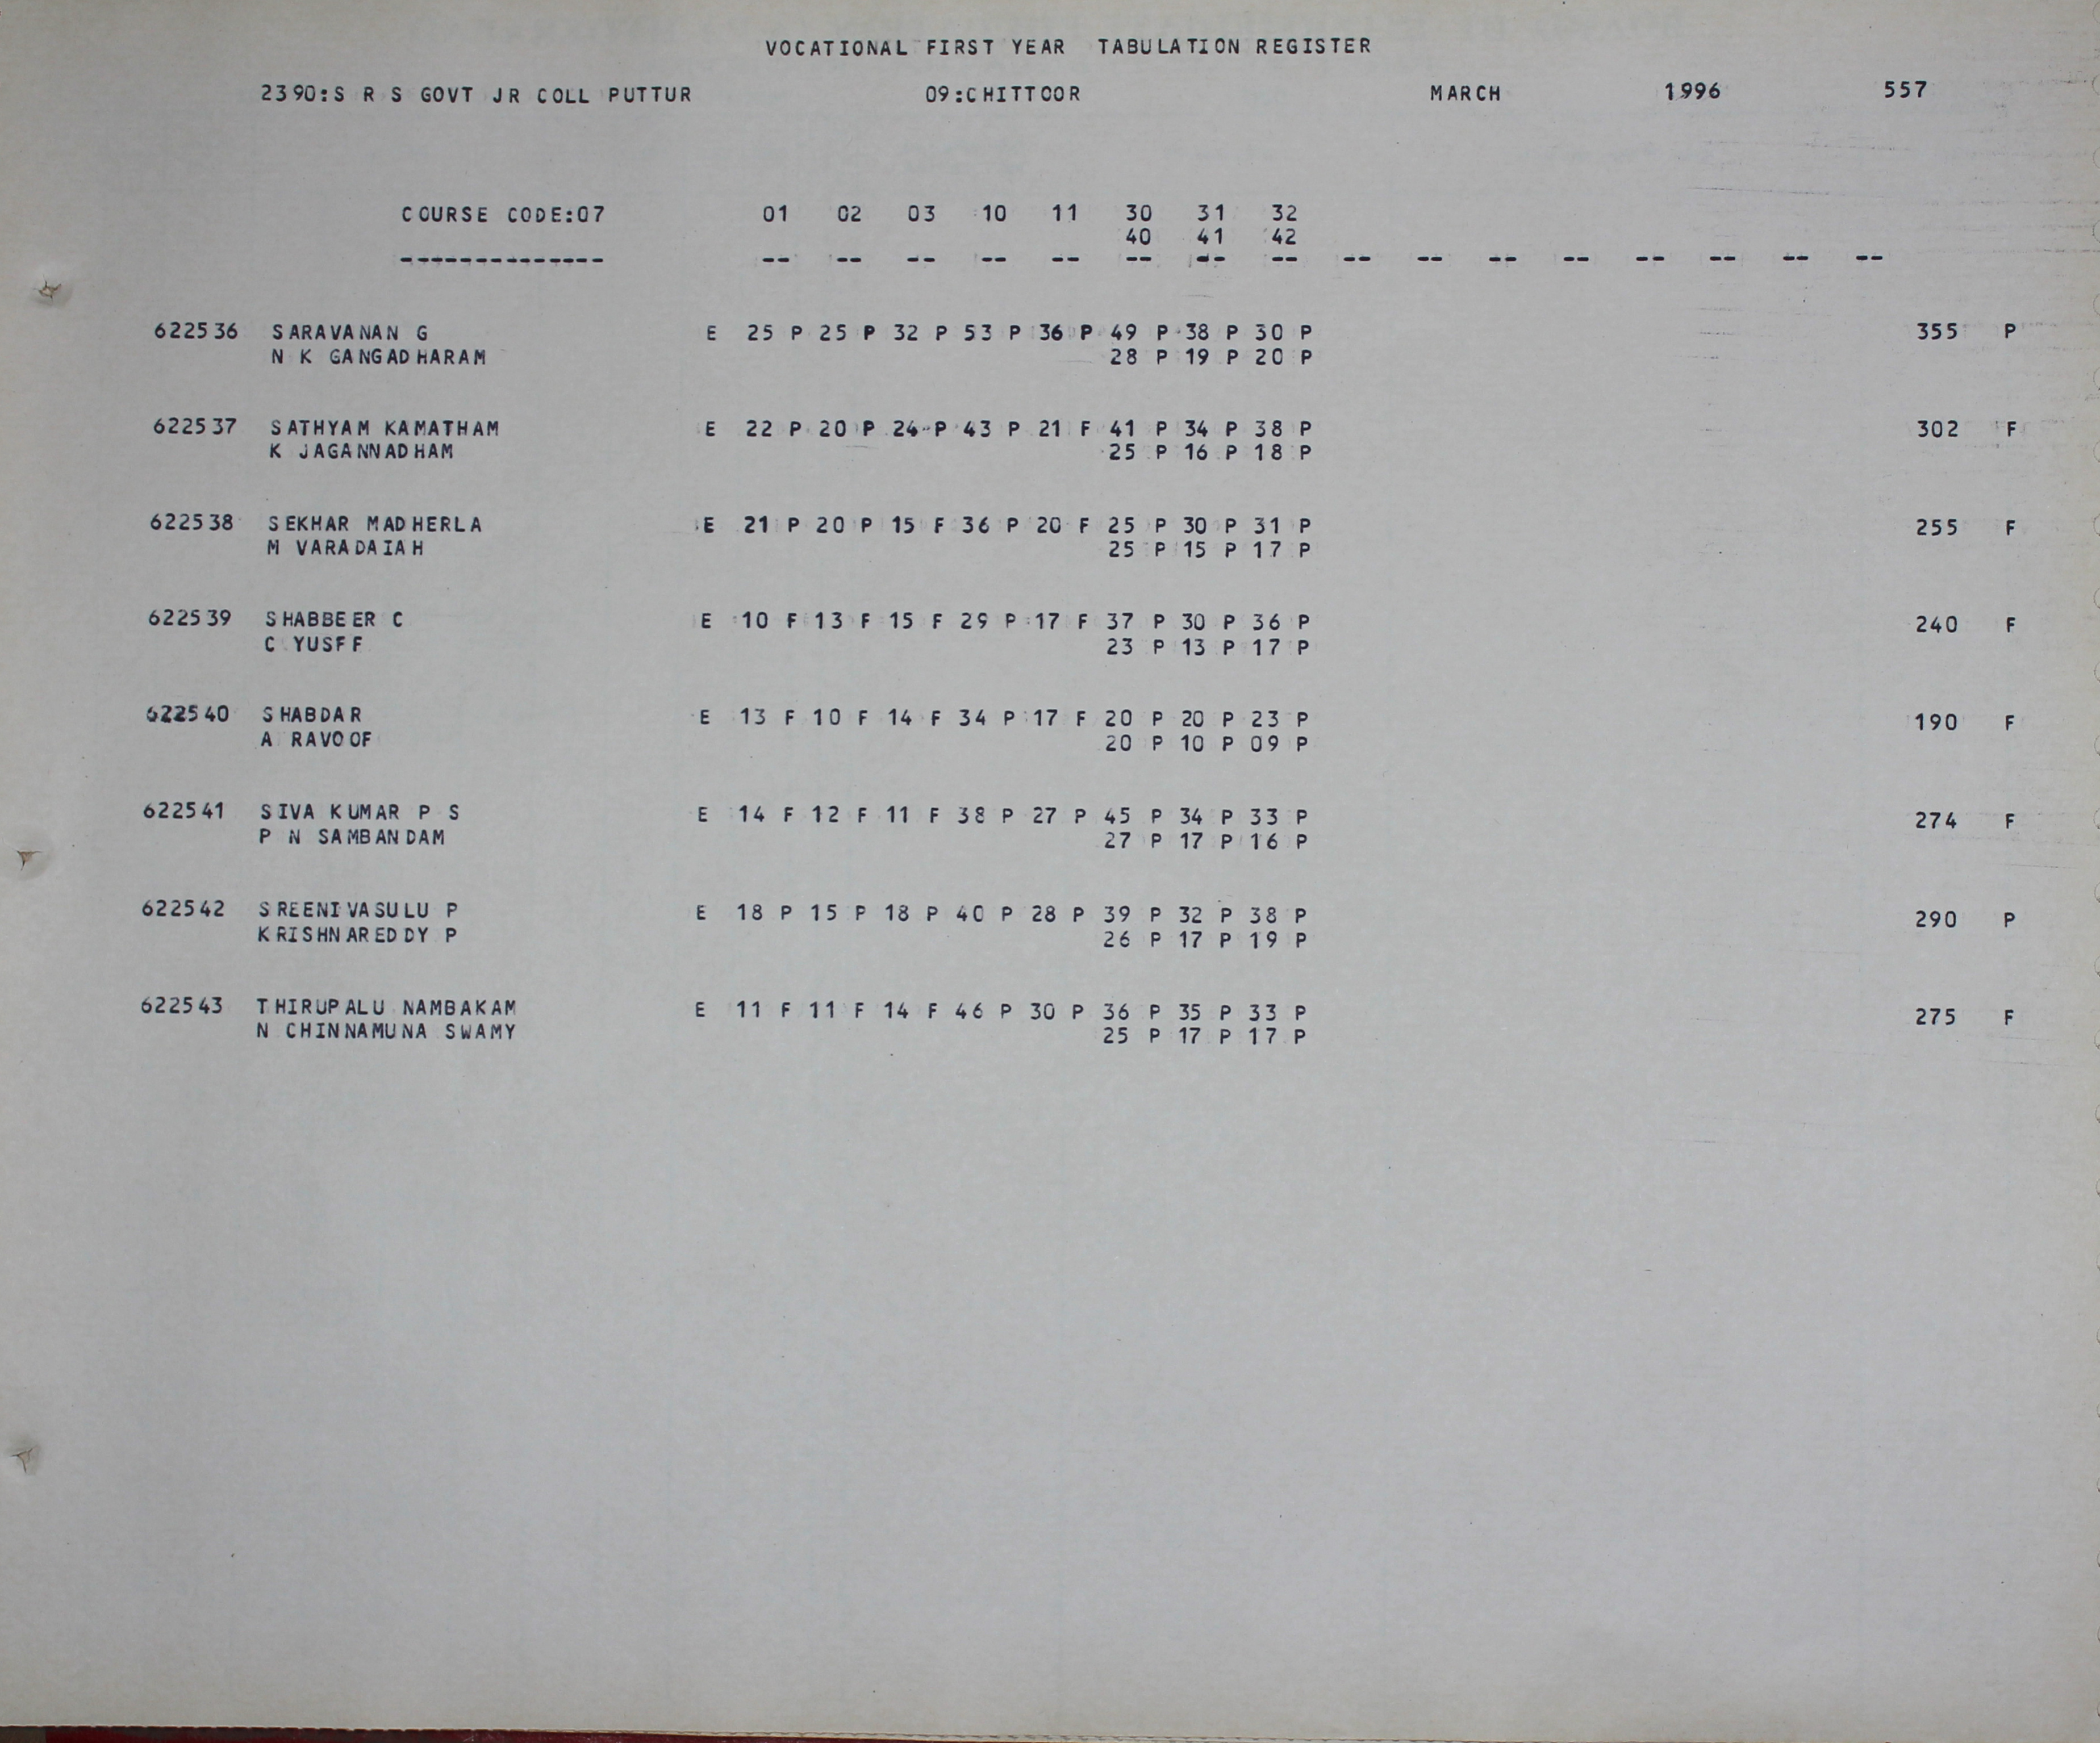 VOCATIONAL FIRST YEAR TABULATION REGISTER
2390:S R S GOVT JR COLL PUTTUR 09:CHITTOOR MARCH 1996 557
COURSE CODE:07 01 02 03 10 11 30 31 32
40 41 42
-------------- -- -- -- -- -- -- -- -- -- -- -- -- -- -- -- --
622536 SARAVANAN G E 25 P 25 P 32 P 53 P 36 P 49 P 38 P 30 P 355 P
N K GANGADHARAM 28 P 19 P 20 P
622537 SATHYAM KAMATHAM E 22 P 20 P 24 P 43 P 21 F 41 P 34 P 38 P 302 F
K JAGANNADHAM 25 P 16 P 18 P
622538 SEKHAR MADHERLA E 21 P 20 P 15 F 36 P 20 F 25 P 30 P 31 P 255 F
M VARADAIAH 25 P 15 P 17 P
622539 SHABBEER C E 10 F 13 F 15 F 29 P 17 F 37 P 30 P 36 P 240 F
C YUSFF 23 P 13 P 17 P
622540 SHABDAR E 13 F 10 F 14 F 34 P 17 F 20 P 20 P 23 P 190 F
A RAVOOF 20 P 10 P 09 P
622541 SIVA KUMAR P S E 14 F 12 F 11 F 38 P 27 P 45 P 34 P 33 P 274 F
P N SAMBANDAM 27 P 17 P 16 P
622542 SREENIVASULU P E 18 P 15 P 18 P 40 P 28 P 39 P 32 P 38 P 290 P
KRISHNAREDDY P 26 P 17 P 19 P
622543 THIRUPALU NAMBAKAM E 11 F 11 F 14 F 46 P 30 P 36 P 35 P 33 P 275 F
N CHINNAMUNA SWAMY 25 P 17 P 17 P